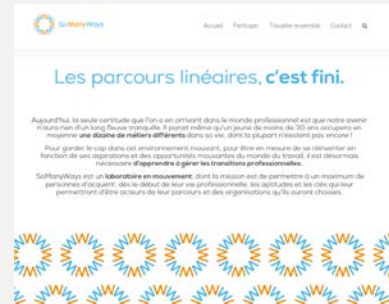 SoManyWays
Accueil Participer Travailler ensemble Contact
Les parcours linéaires, c'est fini.
Aujourd'hui, la seule certitude que l'on a en arrivant dans le monde professionnel est que notre avenir
n'aura rien d'un long fleuve tranquille. Il paraît même qu'un jeune de moins de 30 ans occupera en
moyenne une dizaine de métiers différents dans sa vie, dont la plupart n'existent pas encore !
Pour garder le cap dans cet environnement mouvant, pour être en mesure de se réinventer en
fonction de ses aspirations et des opportunités mouvantes du monde du travail, il est désormais
nécessaire d'apprendre à gérer les transitions professionnelles.
SoManyWays est un laboratoire en mouvement, dont la mission est de permettre à un maximum de
personnes d'acquérir, dès le début de leur vie professionnelle, les aptitudes et les clés qui leur
permettront d'être acteurs de leur parcours et des organisations qu'ils auront choisies.